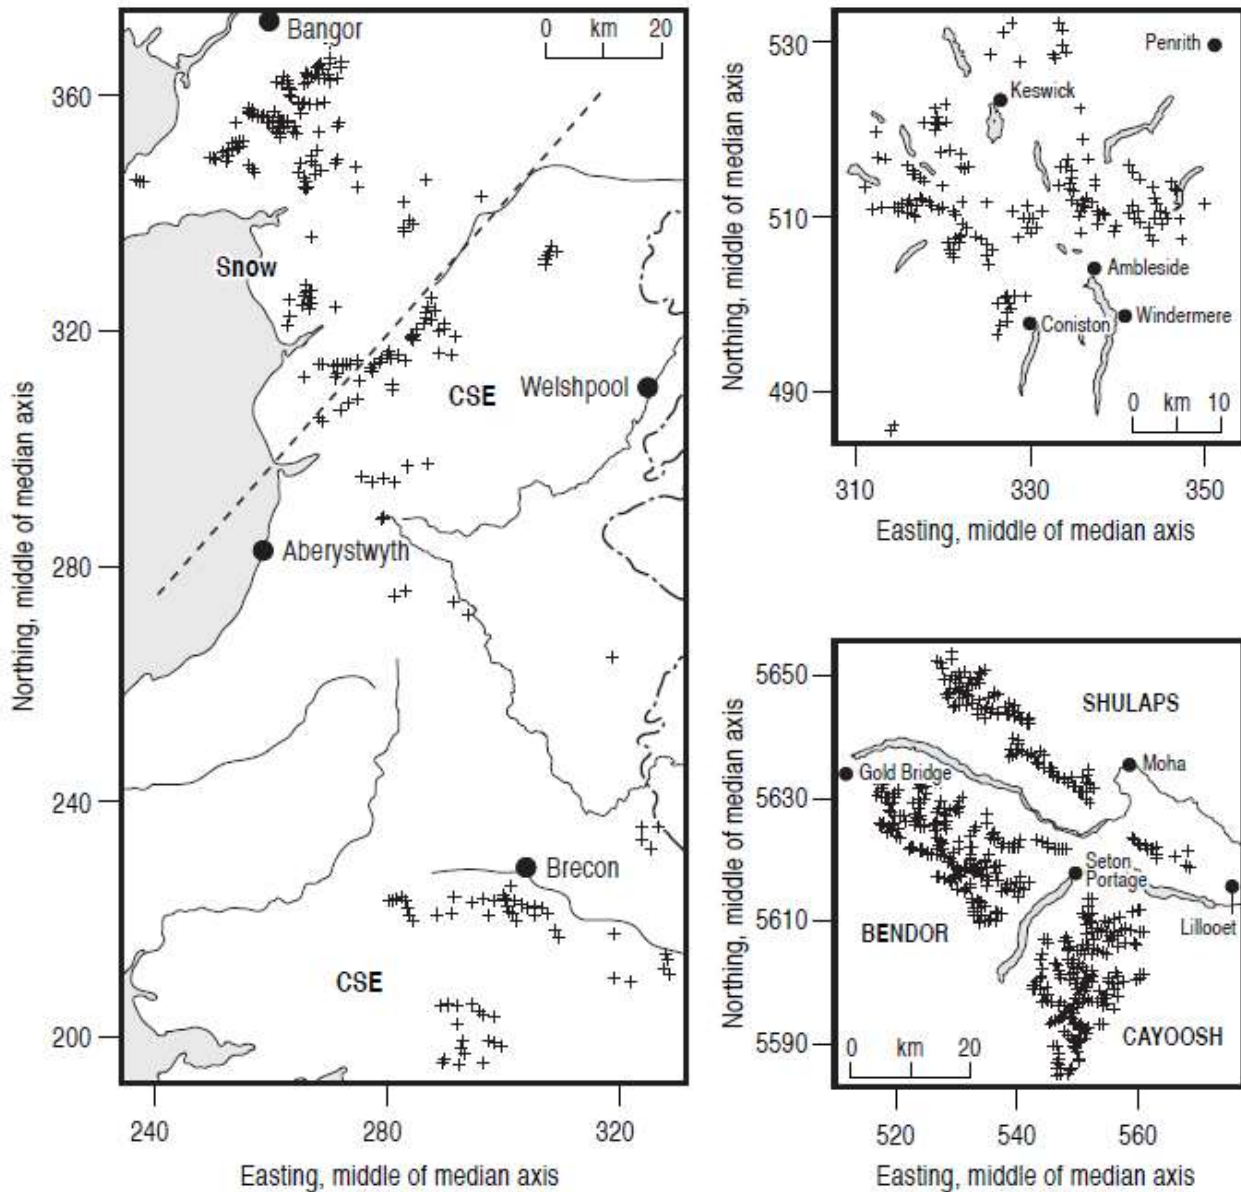 Bangor
0 km 20
360
Snow
320
CSE
Welshpool
Northing, middle of median axis
Aberystwyth
280
240
Brecon
CSE
200
240 280 320
Easting, middle of median axis
530
Penrith
Keswick
510
Northing, middle of median axis
Ambleside
Windermere
Coniston
490
0 km 10
310 330 350
Easting, middle of median axis
5650
SHULAPS
Moha
Gold Bridge
5630
Northing, middle of median axis
Seton
Portage
5610
BENDOR
Lillooet
CAYOOSH
5590
0 km 20
520 540 560
Easting, middle of median axis